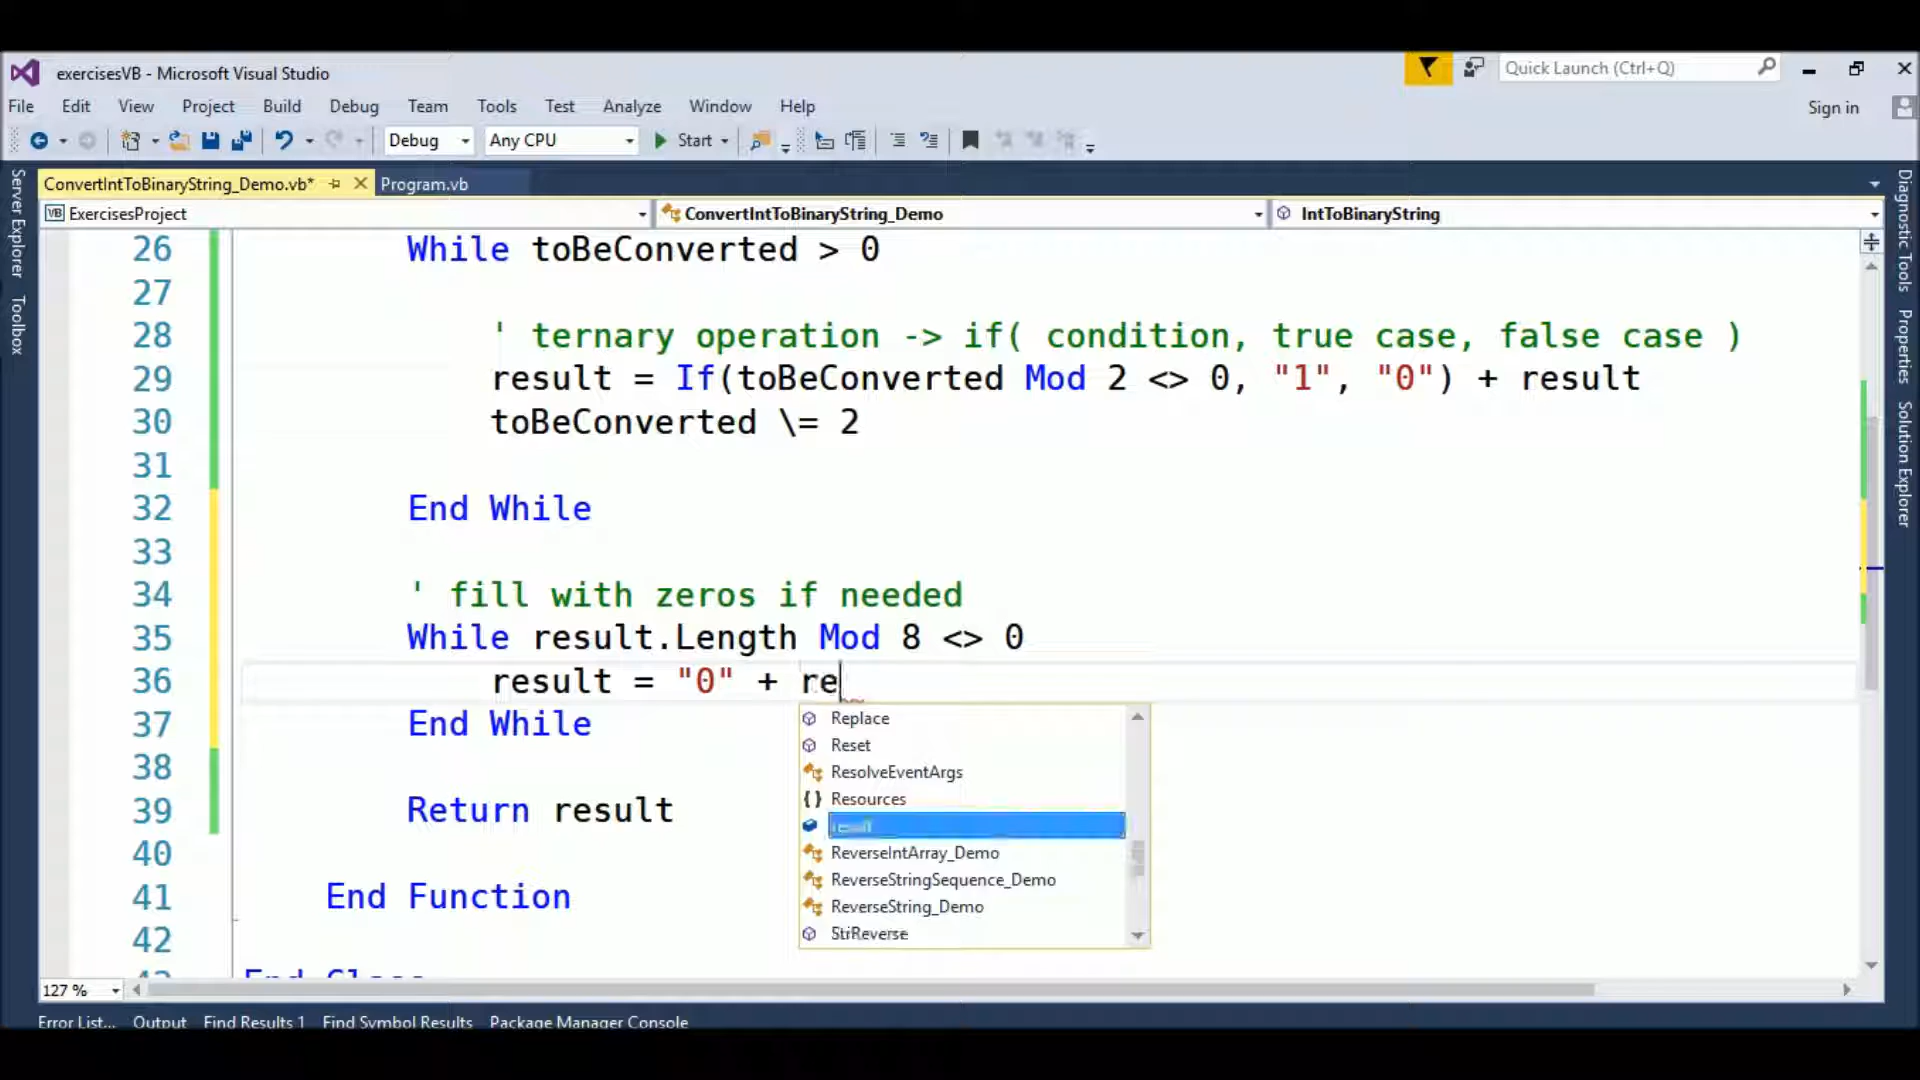 exercisesVB - Microsoft Visual Studio
Quick Launch (Ctrl+Q)
File Edit View Project Build Debug Team Tools Test Analyze Window Help
Sign in
Debug Any CPU Start
ConvertIntToBinaryString_Demo.vb* Program.vb
VB ExercisesProject ConvertIntToBinaryString_Demo IntToBinaryString
Server Explorer
Toolbox
26 While toBeConverted > 0
27
28 ' ternary operation -> if( condition, true case, false case )
29 result = If(toBeConverted Mod 2 <> 0, "1", "0") + result
30 toBeConverted \= 2
31
32 End While
33
34 ' fill with zeros if needed
35 While result.Length Mod 8 <> 0
36 result = "0" + re
37 End While
38
39 Return result
40
41 End Function
42
43 End Class
Replace
Reset
ResolveEventArgs
{} Resources
result
ReverseIntArray_Demo
ReverseStringSequence_Demo
ReverseString_Demo
StrReverse
Diagnostic Tools
Properties
Solution Explorer
127 %
Error List... Output Find Results 1 Find Symbol Results Package Manager Console